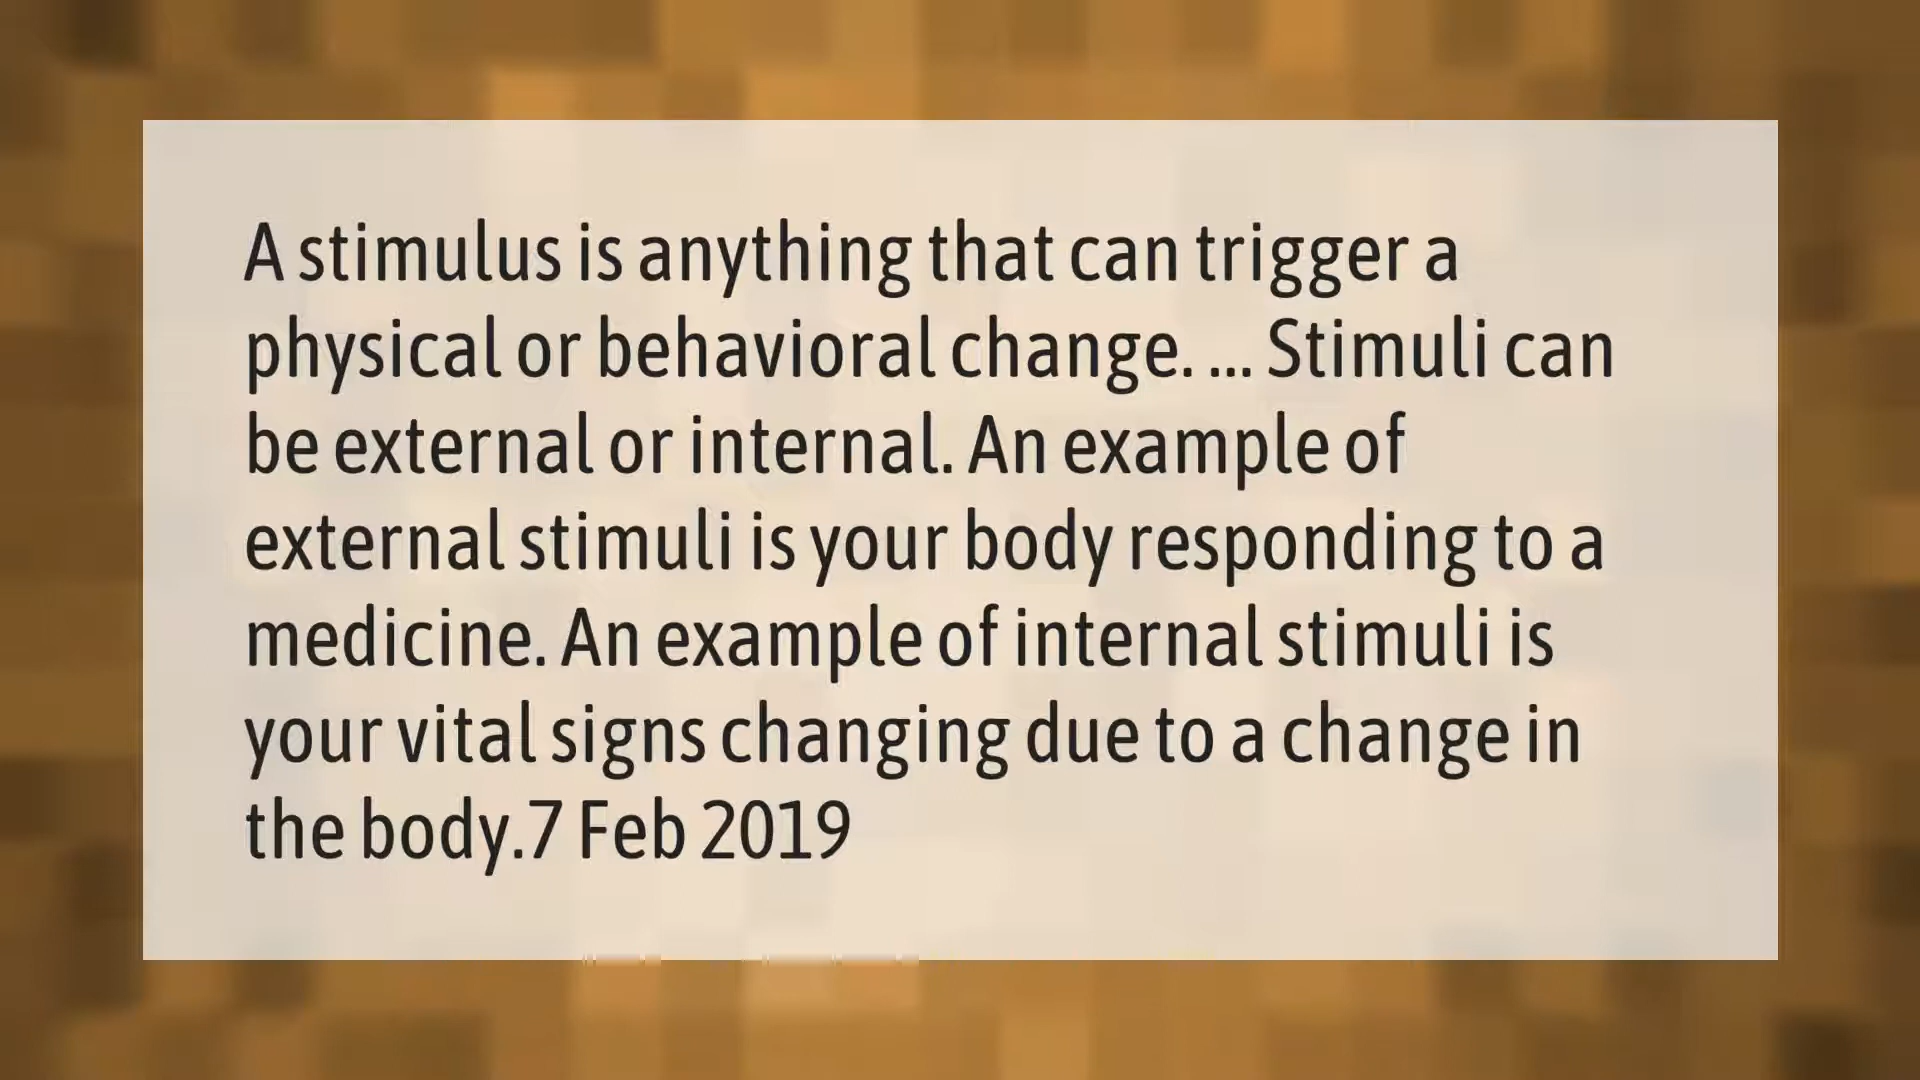 A stimulus is anything that can trigger a
physical or behavioral change. ... Stimuli can
be external or internal. An example of
external stimuli is your body responding to a
medicine. An example of internal stimuli is
your vital signs changing due to a change in
the body.7 Feb 2019